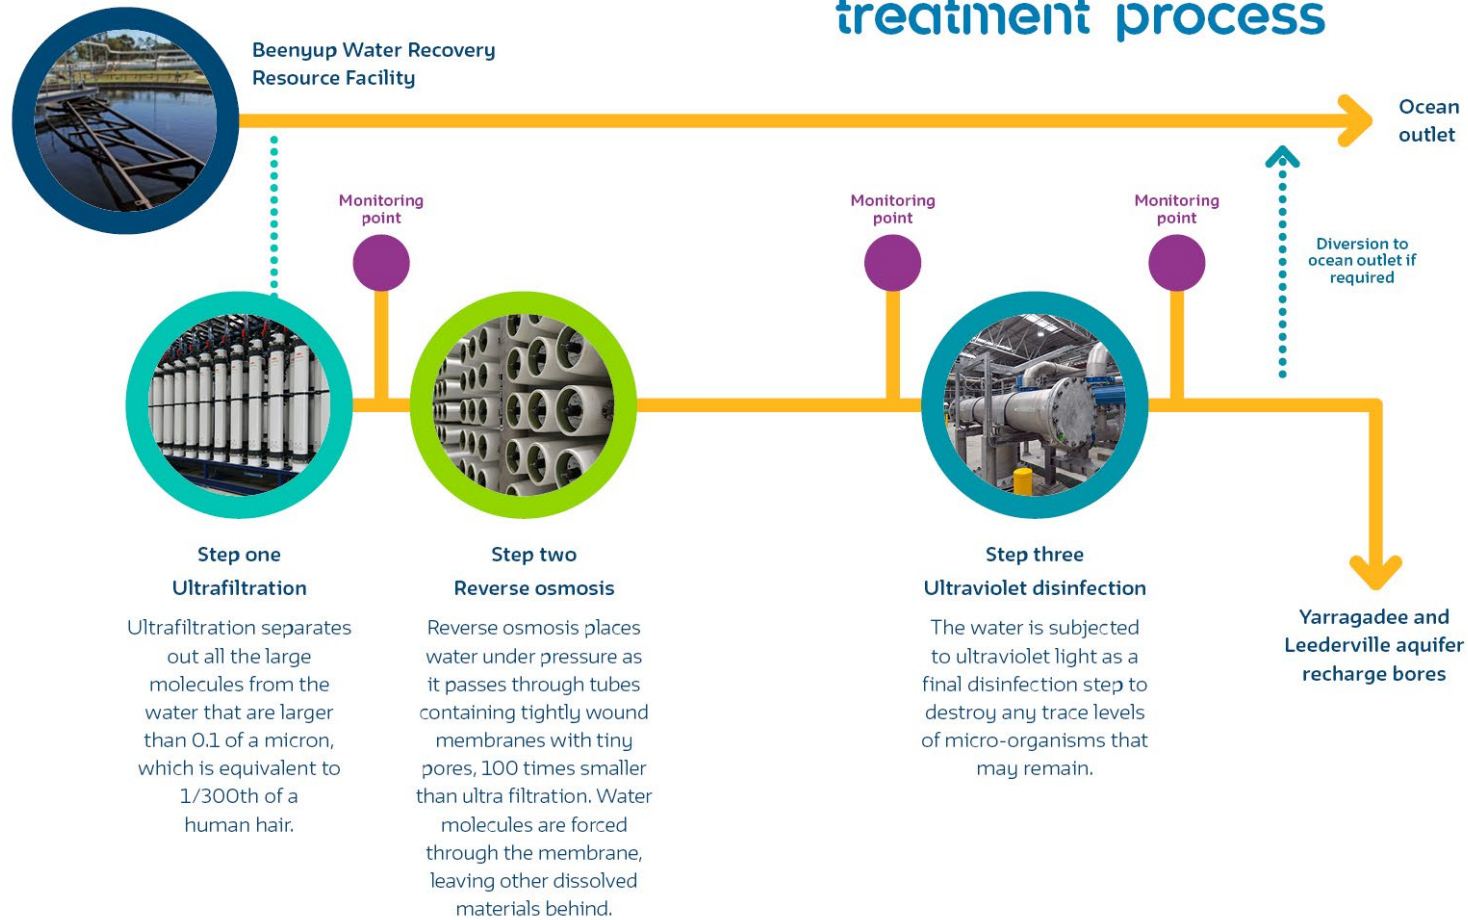 treatment process
Beenyup Water Recovery
Resource Facility
Ocean
outlet
Monitoring
point
Monitoring
point
Monitoring
point
Diversion to
ocean outlet if
required
Step one
Ultrafiltration
Ultrafiltration separates
out all the large
molecules from the
water that are larger
than 0.1 of a micron,
which is equivalent to
1/300th of a
human hair.
Step two
Reverse osmosis
Reverse osmosis places
water under pressure as
it passes through tubes
containing tightly wound
membranes with tiny
pores, 100 times smaller
than ultra filtration. Water
molecules are forced
through the membrane,
leaving other dissolved
materials behind.
Step three
Ultraviolet disinfection
The water is subjected
to ultraviolet light as a
final disinfection step to
destroy any trace levels
of micro-organisms that
may remain.
Yarragadee and
Leederville aquifer
recharge bores